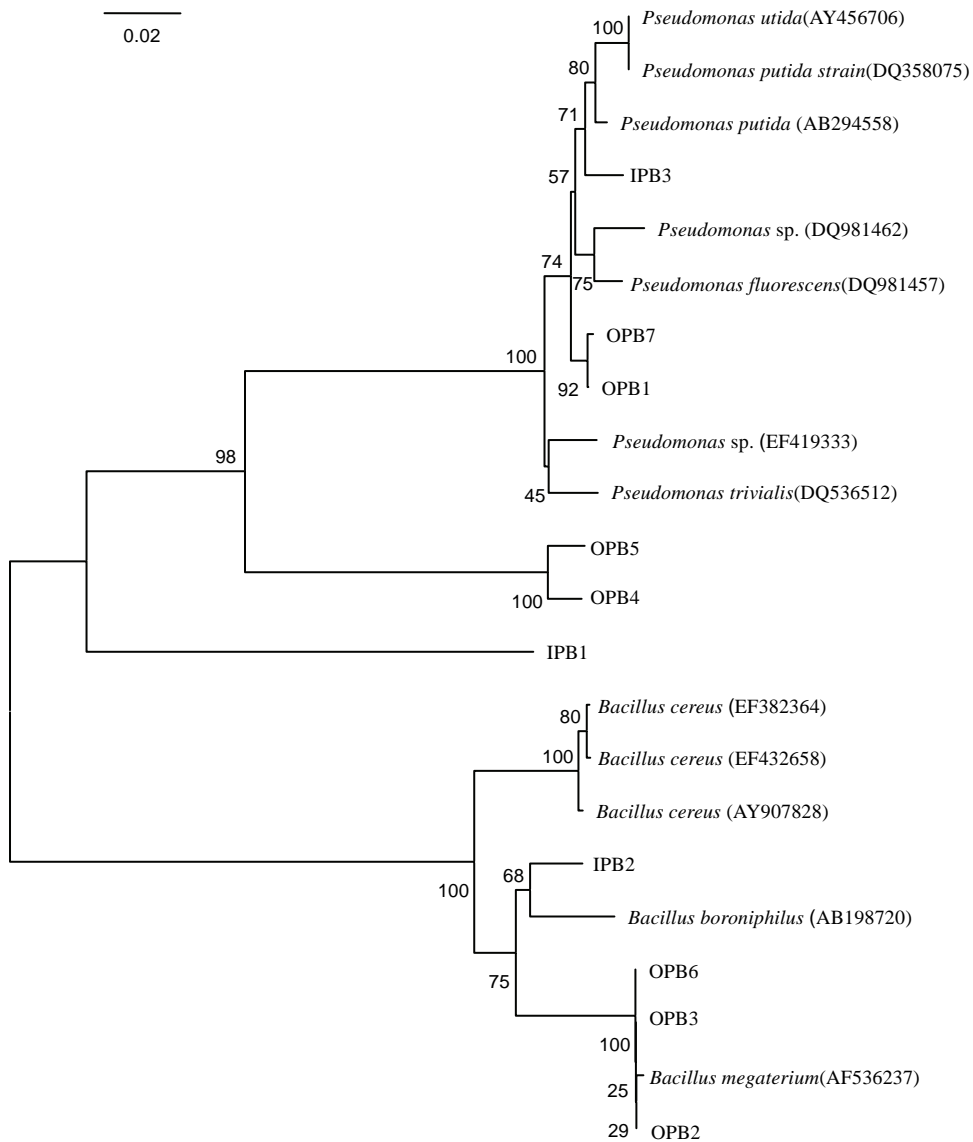 0.02
100
Pseudomonas utida(AY456706)
Pseudomonas putida strain(DQ358075)
80
Pseudomonas putida (AB294558)
71
IPB3
57
Pseudomonas sp. (DQ981462)
74
75
Pseudomonas fluorescens(DQ981457)
OPB7
100
92
OPB1
Pseudomonas sp. (EF419333)
98
45
Pseudomonas trivialis(DQ536512)
OPB5
100
OPB4
IPB1
80
Bacillus cereus (EF382364)
100
Bacillus cereus (EF432658)
Bacillus cereus (AY907828)
68
IPB2
100
Bacillus boroniphilus (AB198720)
75
OPB6
OPB3
100
Bacillus megaterium(AF536237)
25
29
OPB2